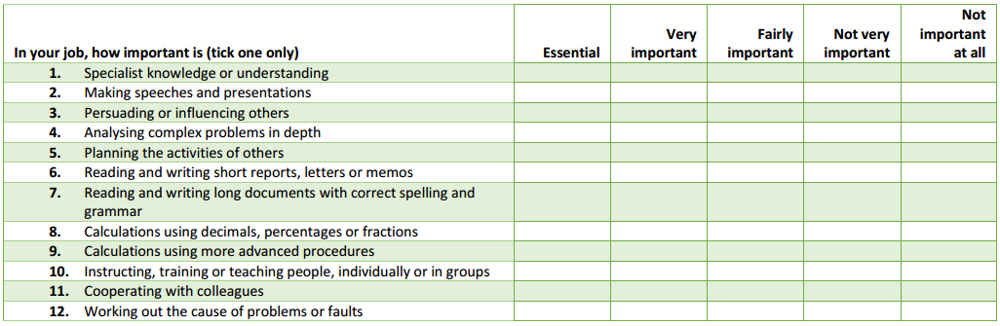 In your job, how important is (tick one only) Essential Very important Fairly important Not very important Not important at all
1. Specialist knowledge or understanding
2. Making speeches and presentations
3. Persuading or influencing others
4. Analysing complex problems in depth
5. Planning the activities of others
6. Reading and writing short reports, letters or memos
7. Reading and writing long documents with correct spelling and
grammar
8. Calculations using decimals, percentages or fractions
9. Calculations using more advanced procedures
10. Instructing, training or teaching people, individually or in groups
11. Cooperating with colleagues
12. Working out the cause of problems or faults